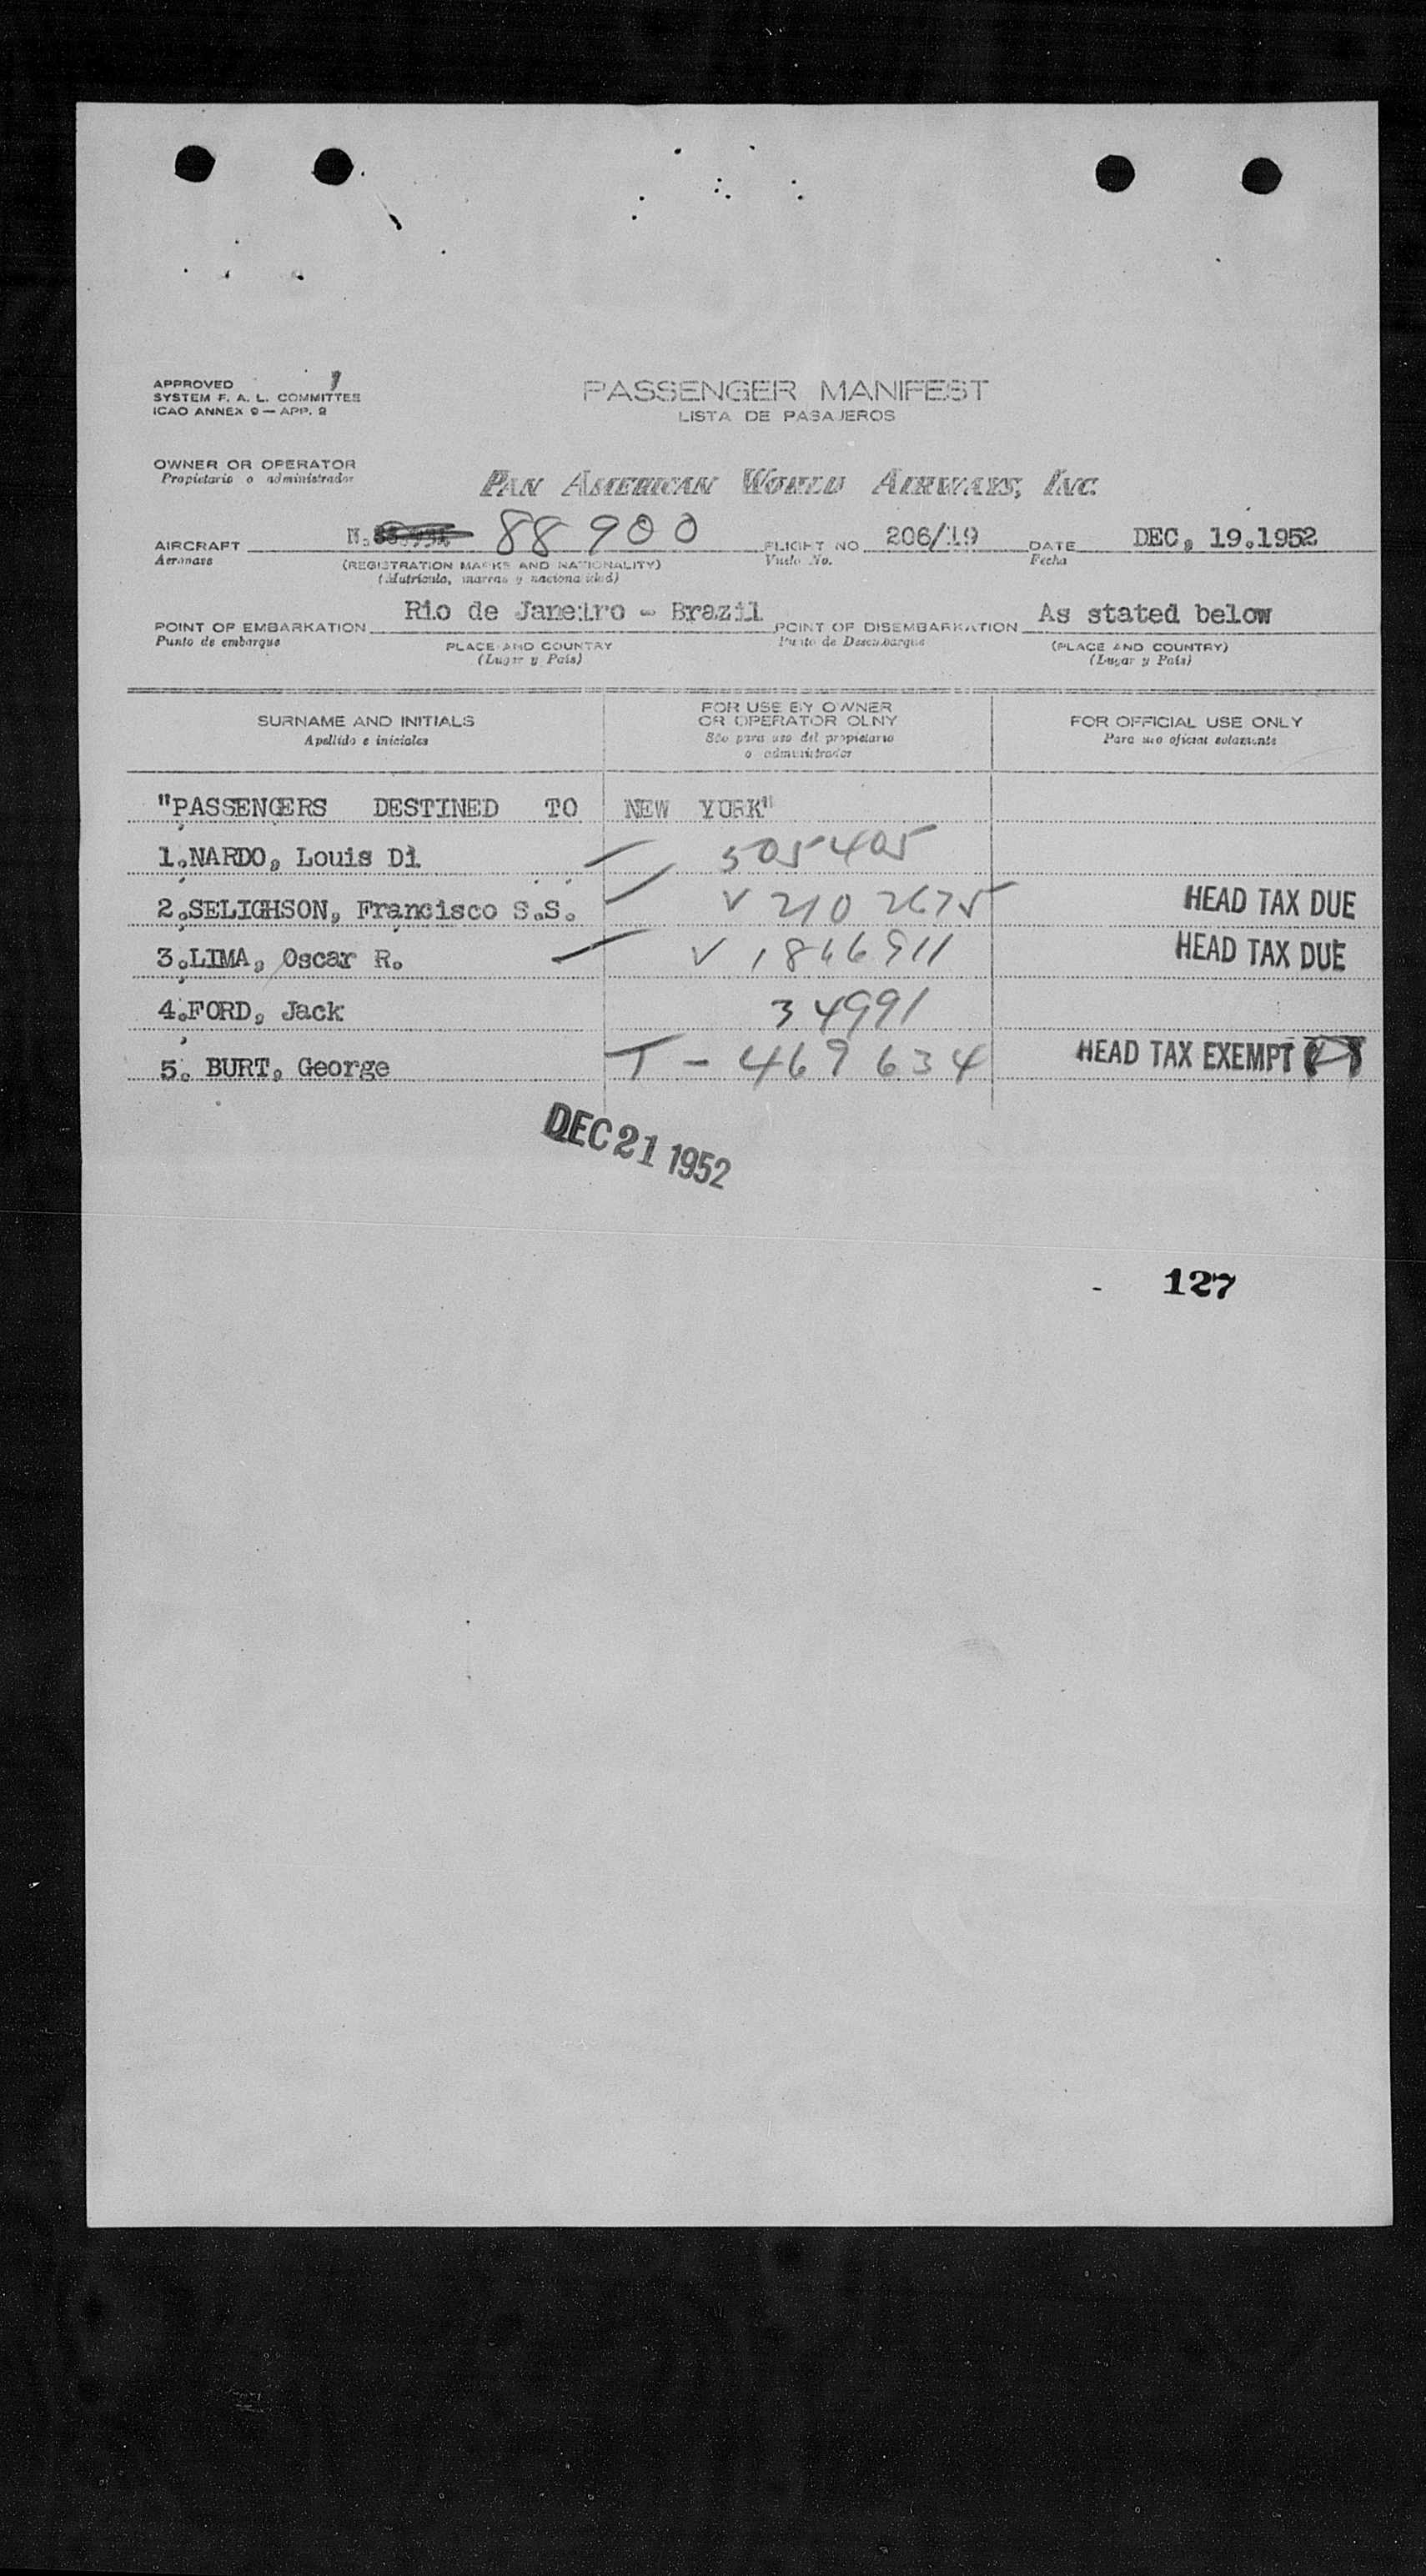 APPROVED
SYSTEM F. A. L. COMMITTEE
ICAO ANNEX 9 — APP. 2
PASSENGER MANIFEST
LISTA DE PASAJEROS
OWNER OR OPERATOR
Propietario o administrador
PAN AMERICAN WORLD AIRWAYS, INC.
AIRCRAFT N. 88900 FLIGHT NO 206/19 DATE DEC, 19.1952
Aeronave (REGISTRATION MARKS AND NATIONALITY) Vuelo No. Fecha
(Matrícula, marcas y nacionalidad)
POINT OF EMBARKATION Rio de Janeiro - Brazil POINT OF DISEMBARKATION As stated below
Punto de embarque PLACE AND COUNTRY Punto de Desembarque (PLACE AND COUNTRY)
(Lugar y País) (Lugar y País)
SURNAME AND INITIALS
Apellido e iniciales
FOR USE BY OWNER
OR OPERATOR OLNY
Sólo para uso del propietario
o administrador
FOR OFFICIAL USE ONLY
Para uso oficial solamente
"PASSENGERS DESTINED TO NEW YORK"
1.NARDO, Louis Di 505405
2.SELIGHSON, Francisco S.S. V 2102675 HEAD TAX DUE
3.LIMA, Oscar R. V 1846911 HEAD TAX DUE
4.FORD, Jack 34991
5. BURT, George T-469634 HEAD TAX EXEMPT
DEC 21 1952
- 127